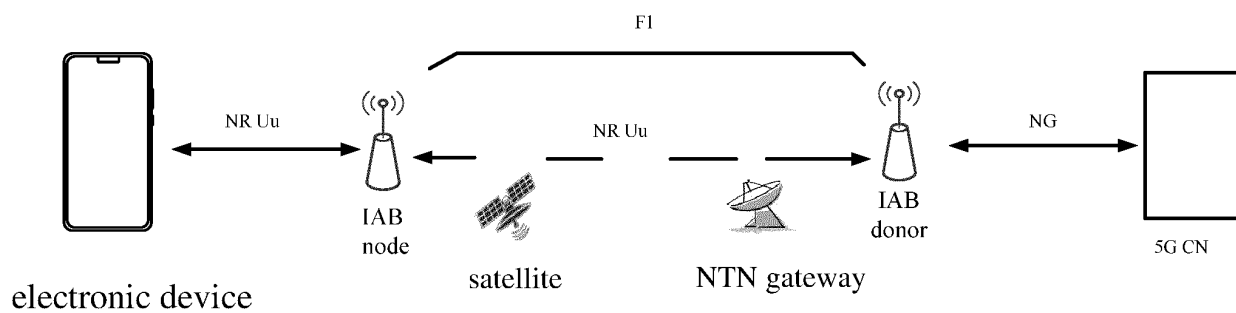 F1
NR Uu
NR Uu
NG
IAB
node
IAB
donor
5G CN
satellite
NTN gateway
electronic device